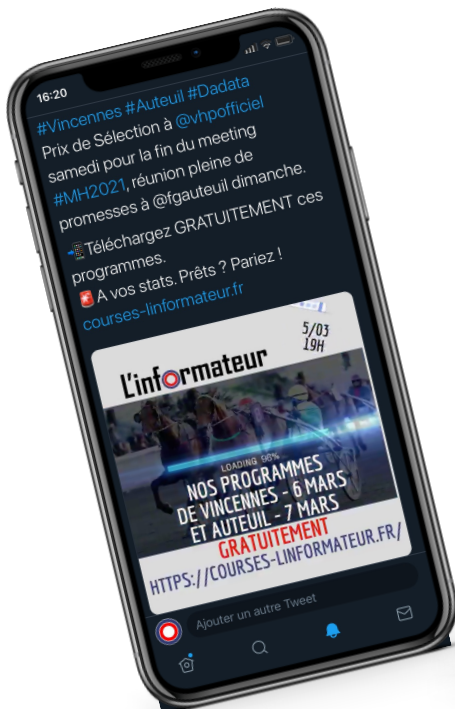 16:20
#Vincennes #Auteuil #Dadata
Prix de Sélection à @vhpofficiel
samedi pour la fin du meeting
#MH2021, réunion pleine de
promesses à @fgauteuil dimanche.
📲Téléchargez GRATUITEMENT ces
programmes.
🚨A vos stats. Prêts ? Pariez !
courses-linformateur.fr
5/03
19H
L'informateur
LOADING 96%
NOS PROGRAMMES
DE VINCENNES - 6 MARS
ET AUTEUIL - 7 MARS
GRATUITEMENT
HTTPS://COURSES-LINFORMATEUR.FR/
Ajouter un autre Tweet